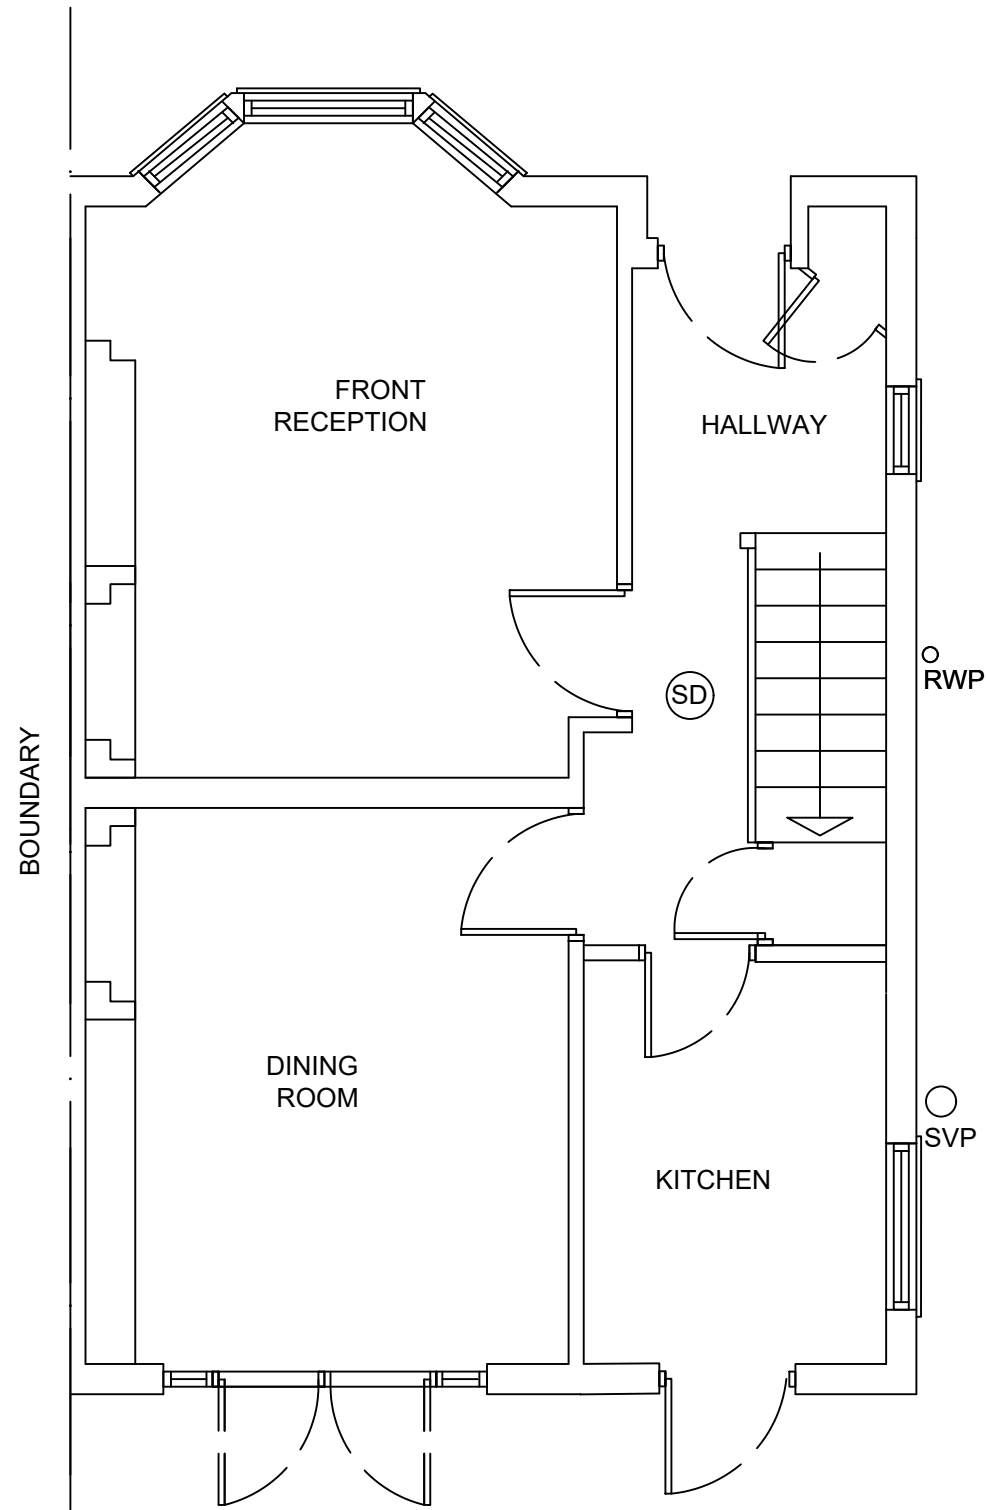 FRONT
RECEPTION
HALLWAY
SD
RWP
BOUNDARY
DINING
ROOM
SVP
KITCHEN